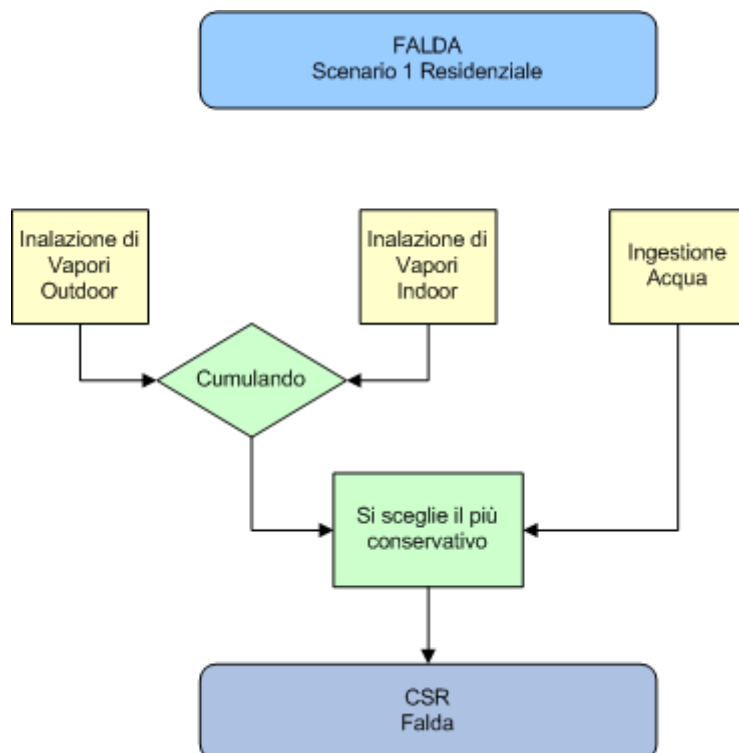 FALDA
Scenario 1 Residenziale
Inalazione di
Vapori
Outdoor
Inalazione di
Vapori
Indoor
Ingestione
Acqua
Cumulando
Si sceglie il più
conservativo
CSR
Falda